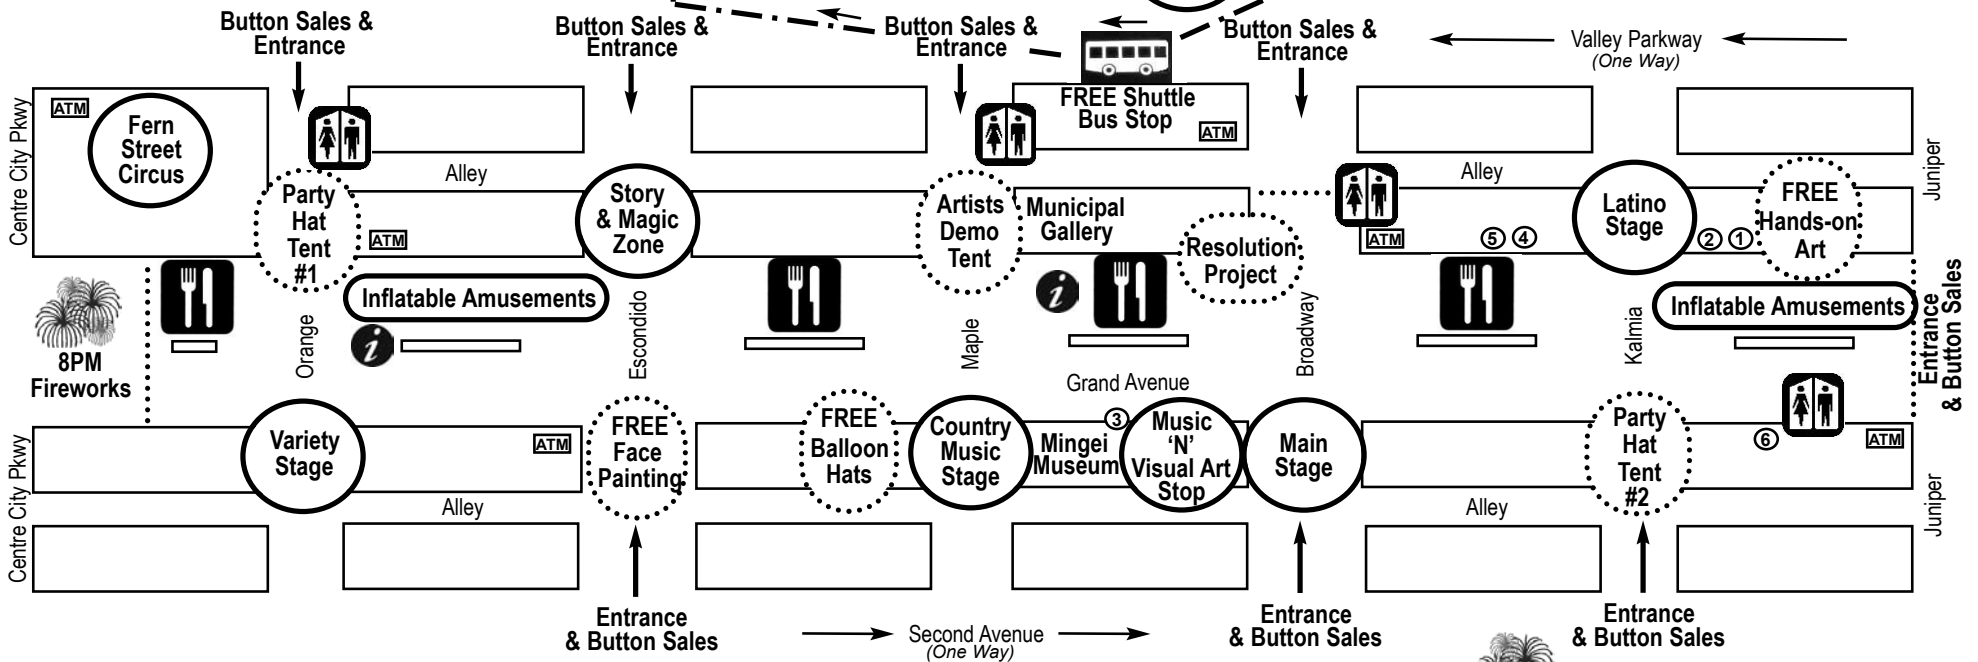 Button Sales &
Entrance
Button Sales &
Entrance
Button Sales &
Entrance
Button Sales &
Entrance
Valley Parkway
(One Way)
Centre City Pkwy
ATM
Fern
Street
Circus
FREE Shuttle
Bus Stop
ATM
Alley
Alley
Juniper
Party
Hat
Tent
#1
ATM
Story
& Magic
Zone
Artists
Demo
Tent
Municipal
Gallery
Resolution
Project
ATM
5
4
Latino
Stage
2
1
FREE
Hands-on
Art
8PM
Fireworks
Inflatable Amusements
i
i
Inflatable Amusements
Entrance
& Button Sales
Orange
Escondido
Maple
Broadway
Kalmia
Grand Avenue
Centre City Pkwy
Variety
Stage
ATM
FREE
Face
Painting
FREE
Balloon
Hats
Country
Music
Stage
3
Mingei
Museum
Music
‘N’
Visual Art
Stop
Main
Stage
Party
Hat
Tent
#2
6
ATM
Alley
Alley
Juniper
Entrance
& Button Sales
Second Avenue
(One Way)
Entrance
& Button Sales
Entrance
& Button Sales